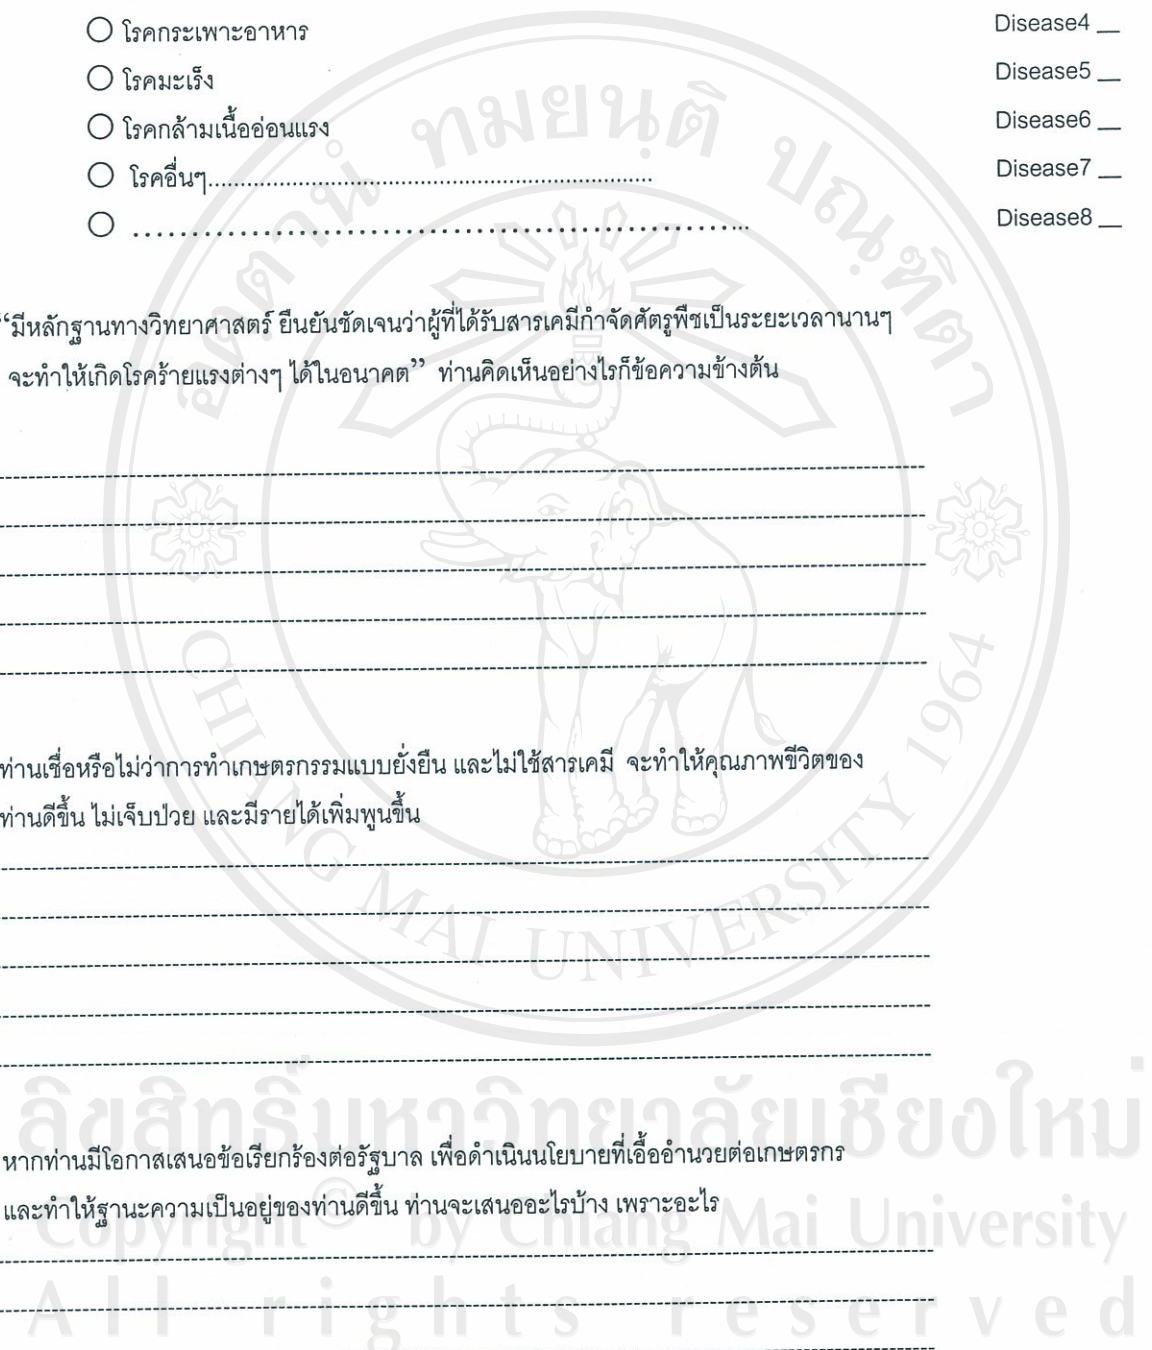 ○ โรคกระเพาะอาหาร Disease4 __
○ โรคมะเร็ง Disease5 __
○ โรคกล้ามเนื้ออ่อนแรง Disease6 __
○ โรคอื่นๆ.................................................................... Disease7 __
○ ........................................................... Disease8 __
อตฺตานํ ทมยนฺติ ปณฺฑิตา
“มีหลักฐานทางวิทยาศาสตร์ ยืนยันชัดเจนว่าผู้ที่ได้รับสารเคมีกำจัดศัตรูพืชเป็นระยะเวลานานๆ
จะทำให้เกิดโรคร้ายแรงต่างๆ ได้ในอนาคต” ท่านคิดเห็นอย่างไรก็ข้อความข้างต้น
ท่านเชื่อหรือไม่ว่าการทำเกษตรกรรมแบบยั่งยืน และไม่ใช้สารเคมี จะทำให้คุณภาพชีวิตของ
ท่านดีขึ้น ไม่เจ็บป่วย และมีรายได้เพิ่มพูนขึ้น
CHIANG MAI UNIVERSITY 1964
ลิขสิทธิ์มหาวิทยาลัยเชียงใหม่
หากท่านมีโอกาสเสนอข้อเรียกร้องต่อรัฐบาล เพื่อดำเนินนโยบายที่เอื้ออำนวยต่อเกษตรกร
และทำให้ฐานะความเป็นอยู่ของท่านดีขึ้น ท่านจะเสนออะไรบ้าง เพราะอะไร
Copyright © by Chiang Mai University
All rights reserved